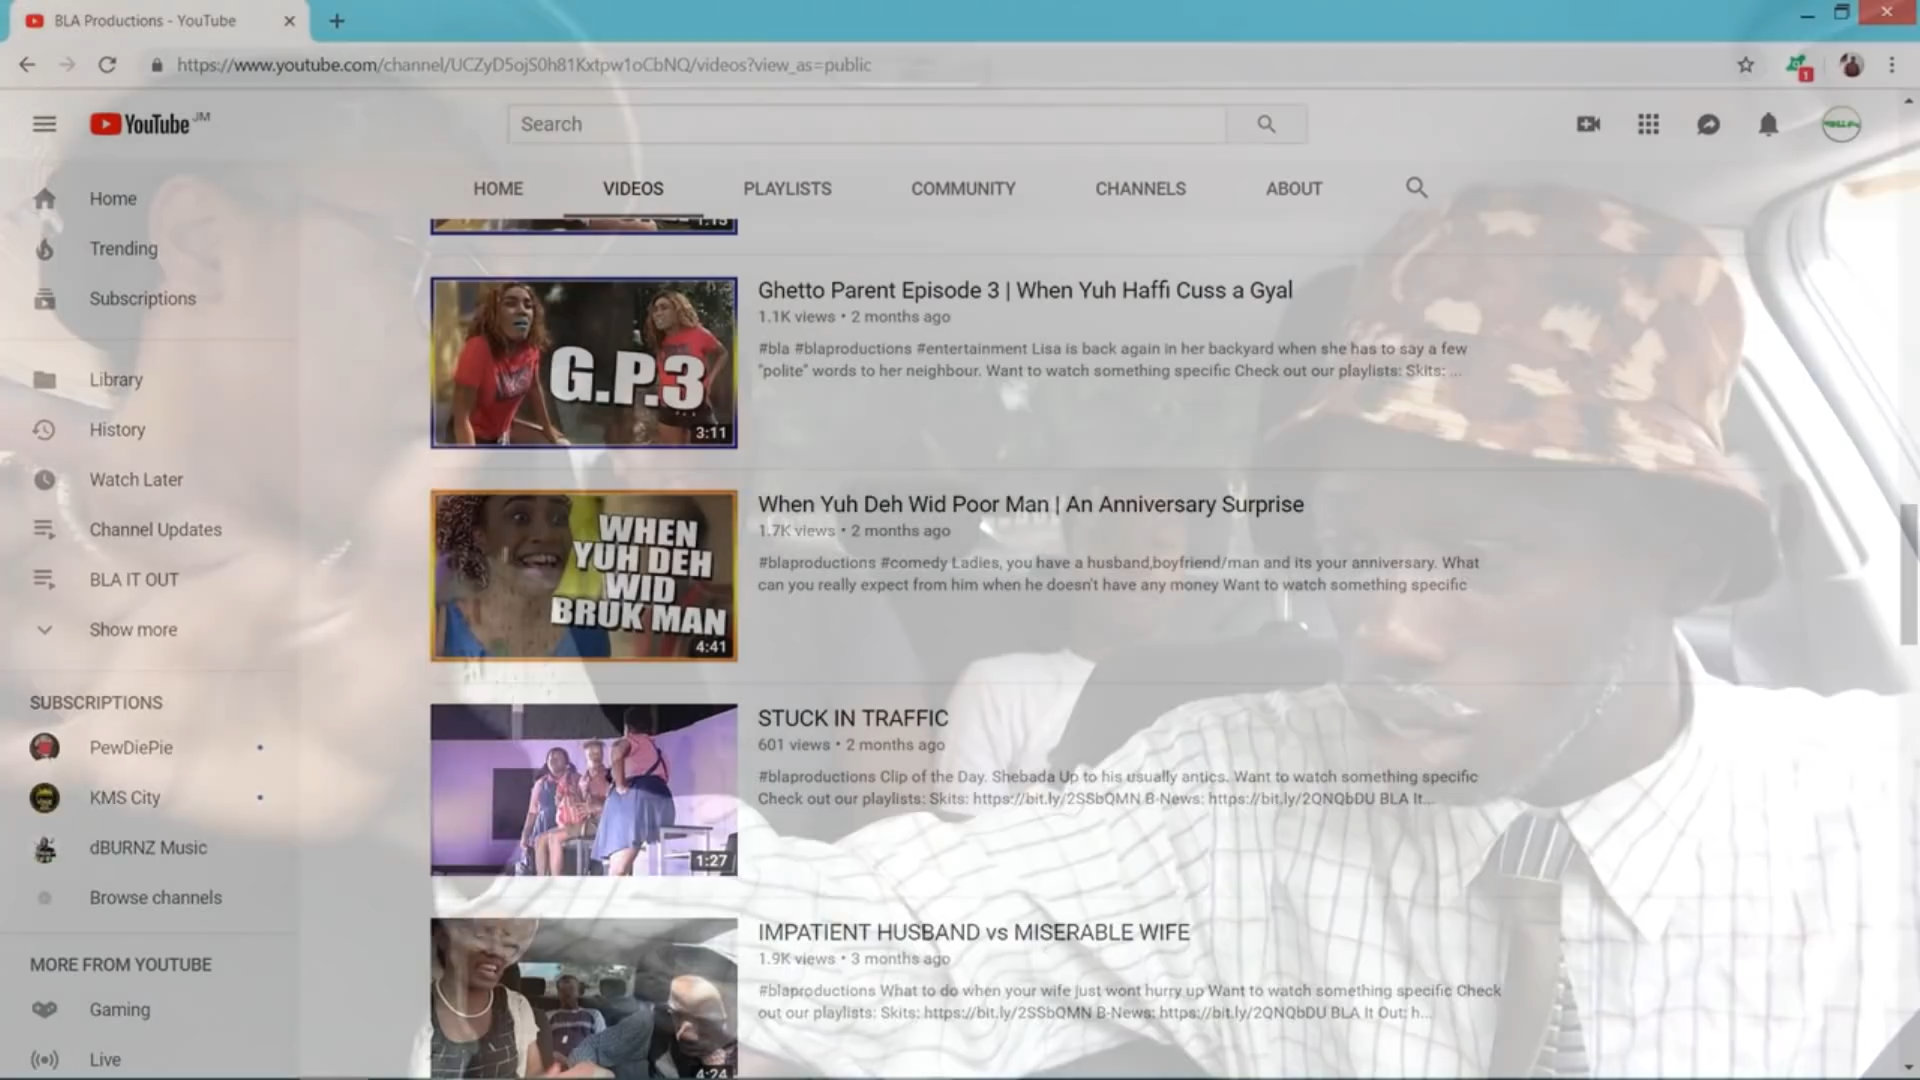 BLA Productions - YouTube
https://www.youtube.com/channel/UCZyD5ojS0h81Kxtpw1oCbNQ/videos?view_as=public
1
YouTube JM
Search
HOME VIDEOS PLAYLISTS COMMUNITY CHANNELS ABOUT
Home
Trending
Subscriptions
Library
History
Watch Later
Channel Updates
BLA IT OUT
Show more
SUBSCRIPTIONS
PewDiePie
KMS City
dBURNZ Music
Browse channels
MORE FROM YOUTUBE
Gaming
Live
1:13
G.P.3
3:11
Ghetto Parent Episode 3 | When Yuh Haffi Cuss a Gyal
1.1K views • 2 months ago
#bla #blaproductions #entertainment Lisa is back again in her backyard when she has to say a few
"polite" words to her neighbour. Want to watch something specific Check out our playlists: Skits: ...
WHEN
YUH DEH
WID
BRUK MAN
4:41
When Yuh Deh Wid Poor Man | An Anniversary Surprise
1.7K views • 2 months ago
#blaproductions #comedy Ladies, you have a husband,boyfriend/man and its your anniversary. What
can you really expect from him when he doesn't have any money Want to watch something specific
1:27
STUCK IN TRAFFIC
601 views • 2 months ago
#blaproductions Clip of the Day. Shebada Up to his usually antics. Want to watch something specific
Check out our playlists: Skits: https://bit.ly/2SSbQMN B-News: https://bit.ly/2QNQbDU BLA It...
4:24
IMPATIENT HUSBAND vs MISERABLE WIFE
1.9K views • 3 months ago
#blaproductions What to do when your wife just wont hurry up Want to watch something specific Check
out our playlists: Skits: https://bit.ly/2SSbQMN B-News: https://bit.ly/2QNQbDU BLA It Out: h...